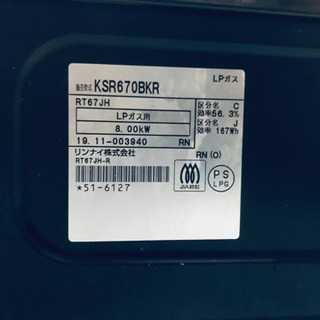 販売型式 KSR670BKR
LPガス
RT67JH
LPガス用
8.00kW
区分名 C
効率56.3%
区分名 J
効率 167Wh
19.11-003940 RN
リンナイ株式会社
RT67JH-R
RN(O)
*51-6127
JIA認証
PS
LPG